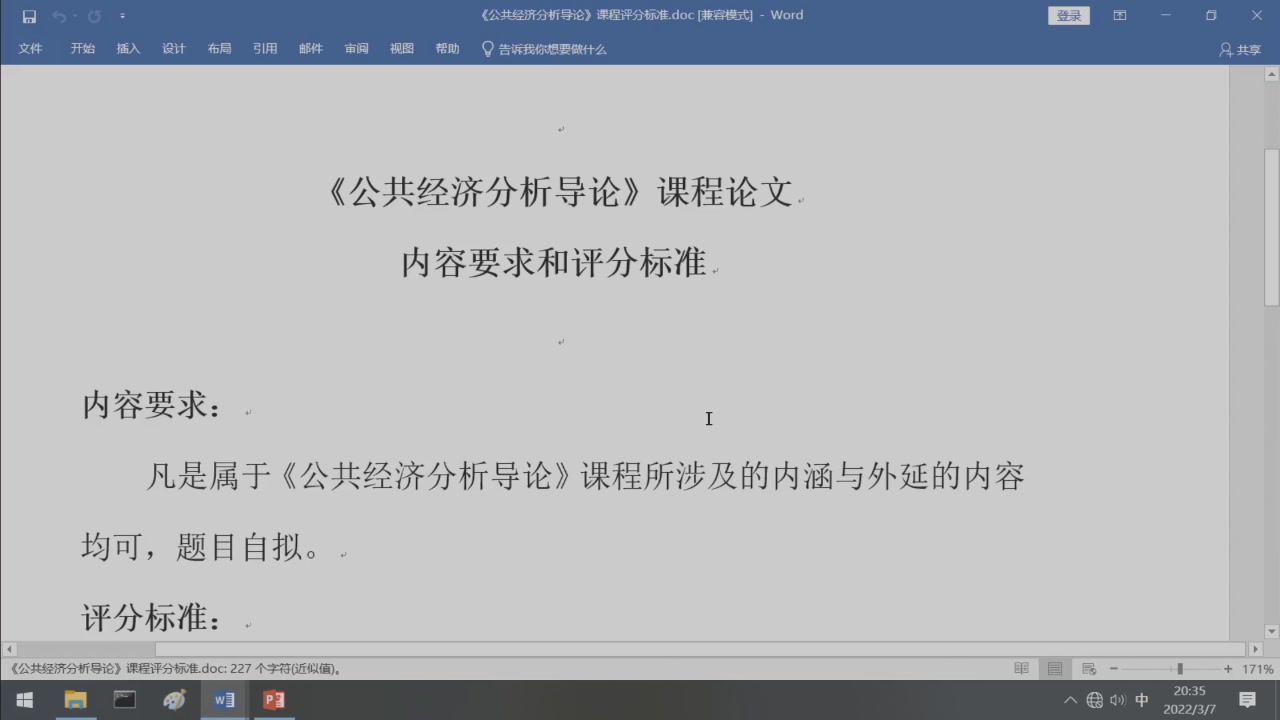 《公共经济分析导论》课程评分标准.doc [兼容模式] - Word
登录
文件 开始 插入 设计 布局 引用 邮件 审阅 视图 帮助 告诉我你想要做什么 共享
《公共经济分析导论》课程论文
内容要求和评分标准
内容要求：
凡是属于《公共经济分析导论》课程所涉及的内涵与外延的内容
均可，题目自拟。
评分标准：
《公共经济分析导论》课程评分标准.doc: 227 个字符(近似值)。
171%
中
20:35
2022/3/7